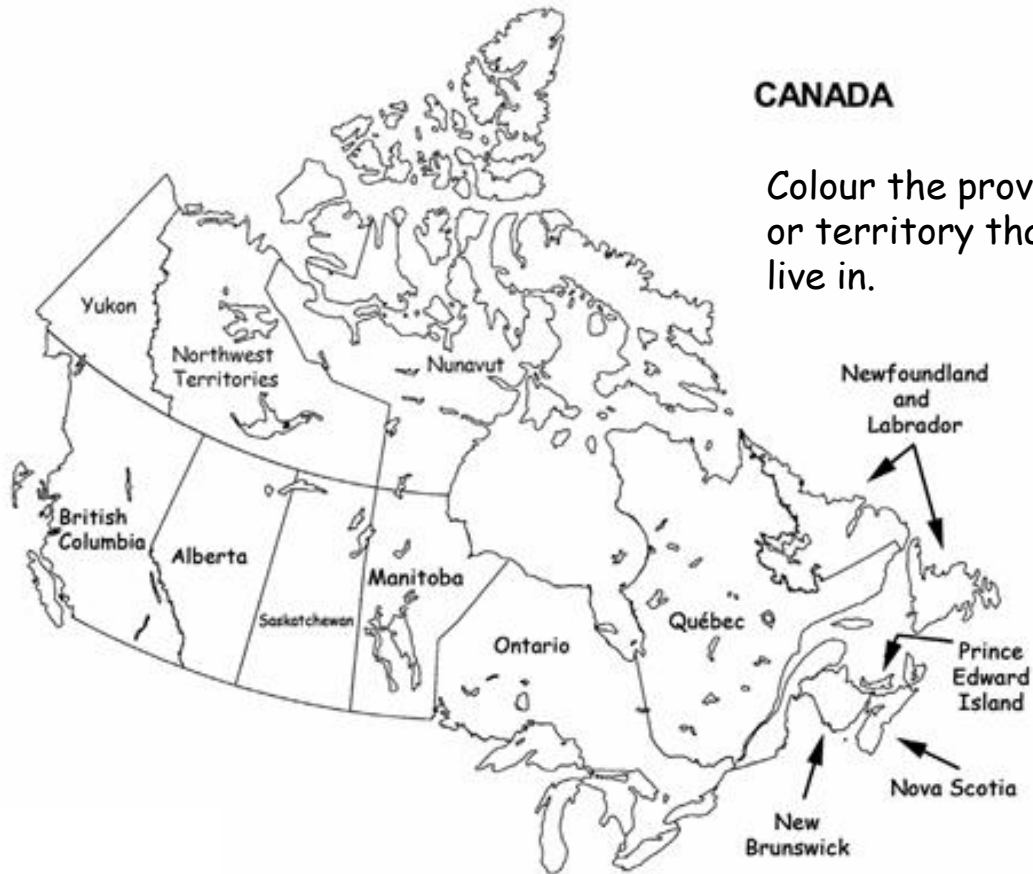 CANADA
Colour the prov
or territory tha
live in.
Yukon
Northwest
Territories
Nunavut
Newfoundland
and
Labrador
British
Columbia
Alberta
Saskatchewan
Manitoba
Ontario
Québec
Prince
Edward
Island
Nova Scotia
New
Brunswick